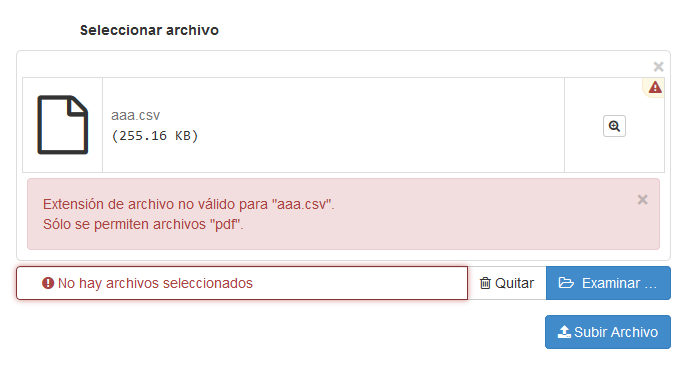 Seleccionar archivo
aaa.csv
(255.16 KB)
Extensión de archivo no válido para "aaa.csv".
Sólo se permiten archivos "pdf".
No hay archivos seleccionados
Quitar
Examinar ...
Subir Archivo